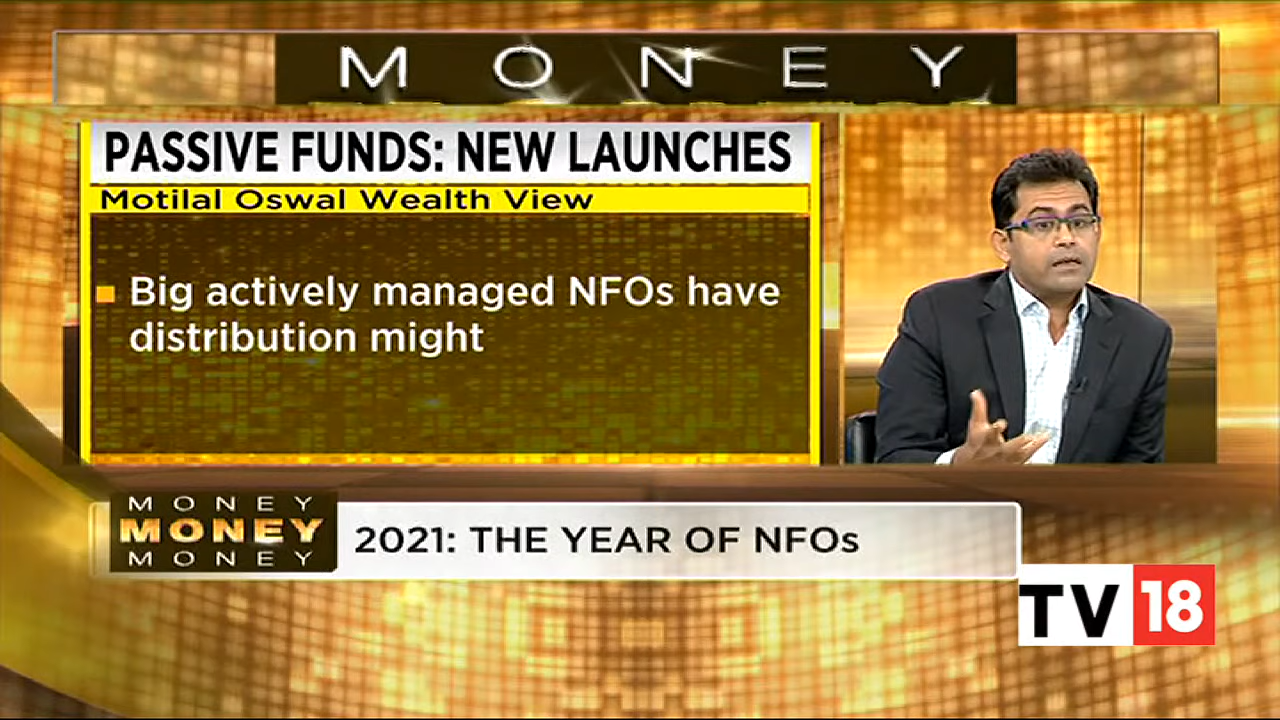 MONEY
PASSIVE FUNDS: NEW LAUNCHES
Motilal Oswal Wealth View
Big actively managed NFOs have
distribution might
MONEY
MONEY
MONEY
2021: THE YEAR OF NFOs
TV18